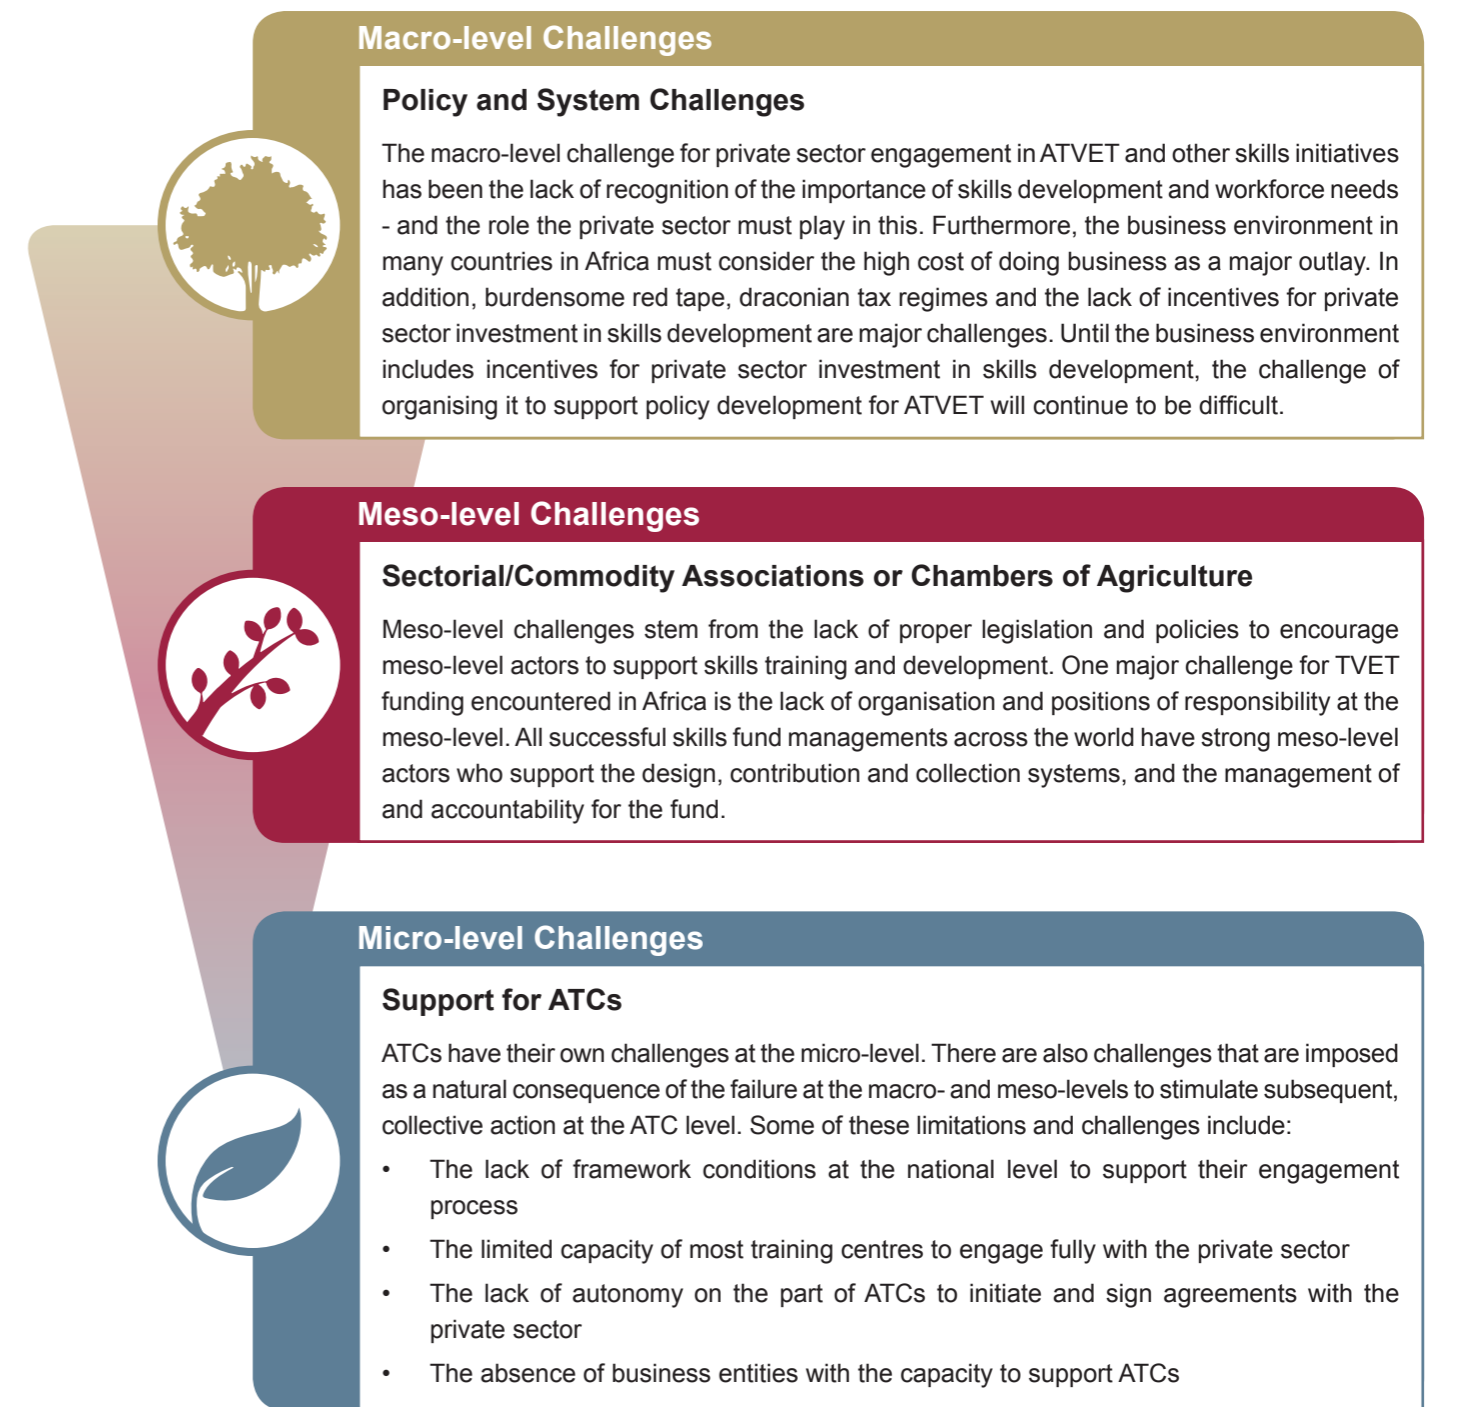 Macro-level Challenges
Policy and System Challenges
The macro-level challenge for private sector engagement in ATVET and other skills initiatives
has been the lack of recognition of the importance of skills development and workforce needs
- and the role the private sector must play in this. Furthermore, the business environment in
many countries in Africa must consider the high cost of doing business as a major outlay. In
addition, burdensome red tape, draconian tax regimes and the lack of incentives for private
sector investment in skills development are major challenges. Until the business environment
includes incentives for private sector investment in skills development, the challenge of
organising it to support policy development for ATVET will continue to be difficult.
Meso-level Challenges
Sectorial/Commodity Associations or Chambers of Agriculture
Meso-level challenges stem from the lack of proper legislation and policies to encourage
meso-level actors to support skills training and development. One major challenge for TVET
funding encountered in Africa is the lack of organisation and positions of responsibility at the
meso-level. All successful skills fund managements across the world have strong meso-level
actors who support the design, contribution and collection systems, and the management of
and accountability for the fund.
Micro-level Challenges
Support for ATCs
ATCs have their own challenges at the micro-level. There are also challenges that are imposed
as a natural consequence of the failure at the macro- and meso-levels to stimulate subsequent,
collective action at the ATC level. Some of these limitations and challenges include:
• The lack of framework conditions at the national level to support their engagement
process
• The limited capacity of most training centres to engage fully with the private sector
• The lack of autonomy on the part of ATCs to initiate and sign agreements with the
private sector
• The absence of business entities with the capacity to support ATCs